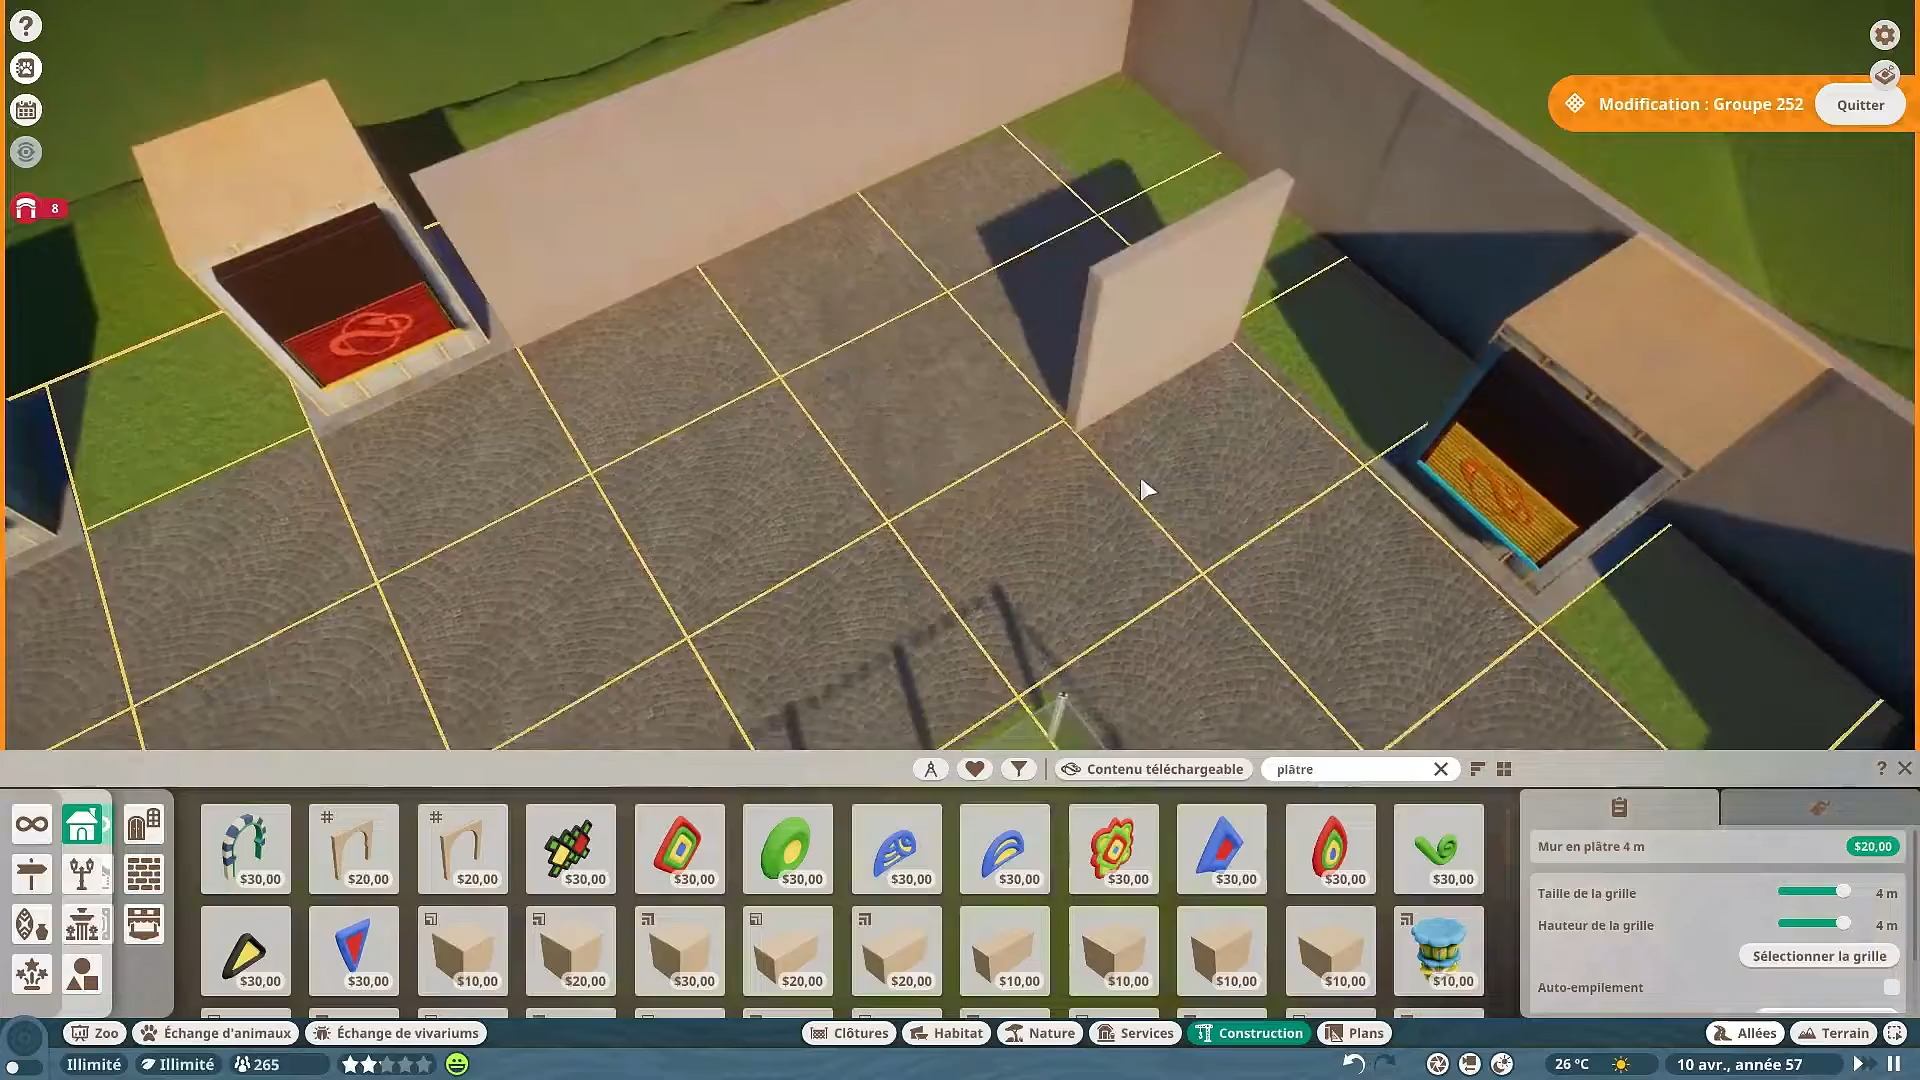 Modification : Groupe 252
Quitter
8
Contenu téléchargeable
plâtre
$30,00
$20,00
$20,00
$30,00
$30,00
$30,00
$30,00
$30,00
$30,00
$30,00
$30,00
$30,00
$30,00
$30,00
$10,00
$20,00
$30,00
$20,00
$20,00
$10,00
$10,00
$10,00
$10,00
$10,00
Mur en plâtre 4 m
$20,00
Taille de la grille
4 m
Hauteur de la grille
4 m
Sélectionner la grille
Auto-empilement
Zoo
Échange d'animaux
Échange de vivariums
Clôtures
Habitat
Nature
Services
Construction
Plans
Allées
Terrain
Illimité
Illimité
265
26 °C
10 avr., année 57